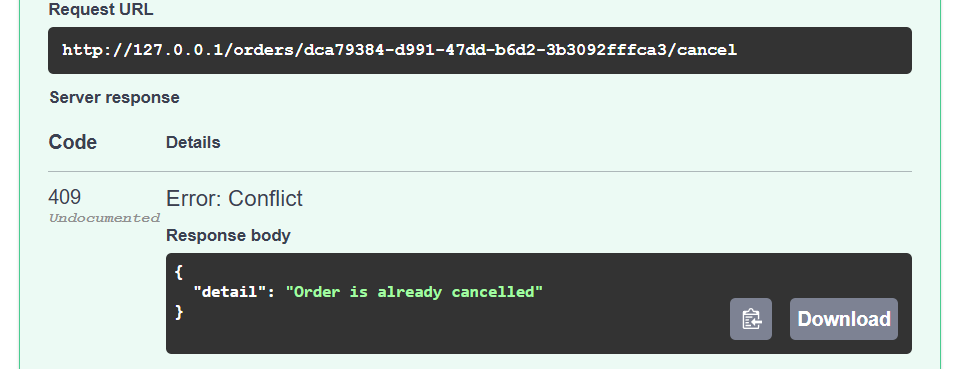 Request URL
http://127.0.0.1/orders/dca79384-d991-47dd-b6d2-3b3092fffca3/cancel
Server response
Code Details
409 Error: Conflict
Undocumented
Response body
{
"detail": "Order is already cancelled"
}
Download